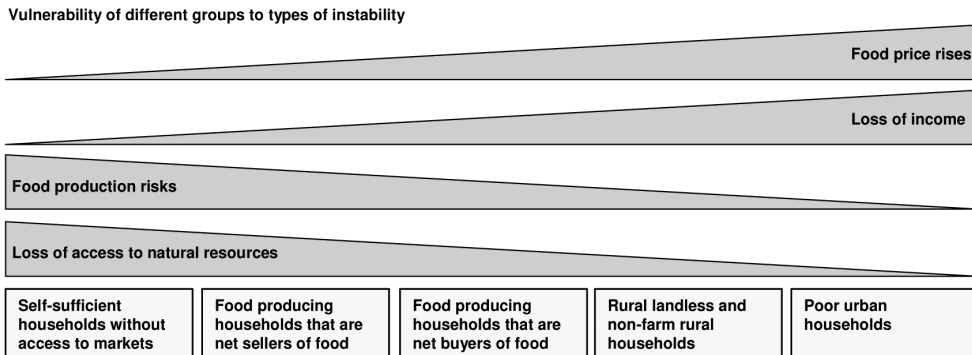 Vulnerability of different groups to types of instability
Food price rises
Loss of income
Food production risks
Loss of access to natural resources
Self-sufficient
households without
access to markets
Food producing
households that are
net sellers of food
Food producing
households that are
net buyers of food
Rural landless and
non-farm rural
households
Poor urban
households